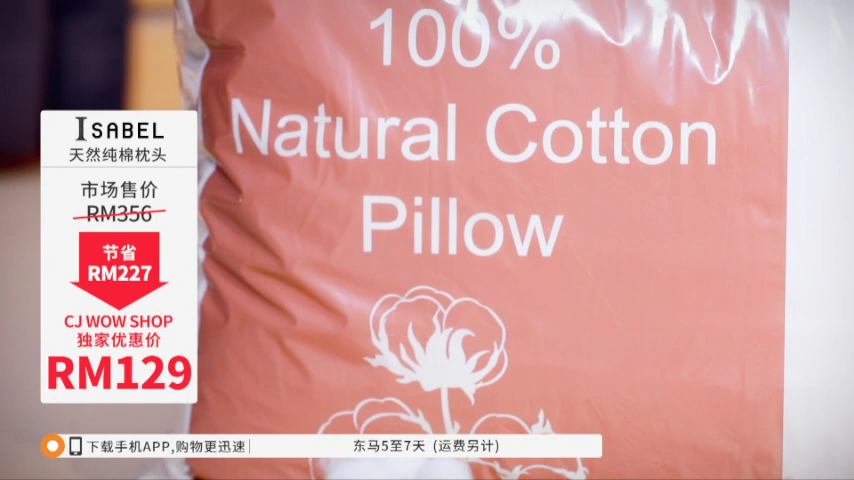 100%
Natural Cotton
Pillow
ISABEL
天然纯棉枕头
市场售价
RM356
节省
RM227
CJ WOW SHOP
独家优惠价
RM129
下载手机APP,购物更迅速
东马5至7天 (运费另计)